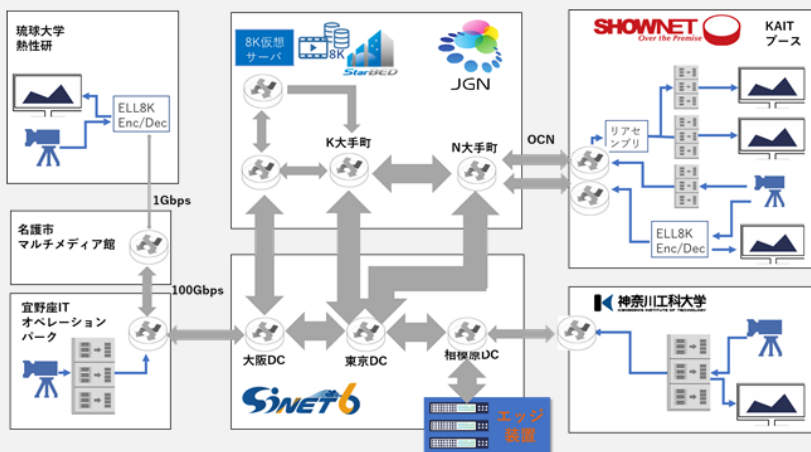 琉球大学
熱性研
ELL8K
Enc/Dec
1Gbps
名護市
マルチメディア館
100Gbps
宜野座IT
オペレーション
パーク
8K仮想
サーバ
8K
StarBED
JGN
K大手町
N大手町
OCN
大阪DC
東京DC
相模原DC
SINET6
エッジ
装置
SHOWNET
Over the Premise
KAIT
ブース
リアセ
ンブリ
ELL8K
Enc/Dec
神奈川工科大学
KANAGAWA INSTITUTE OF TECHNOLOGY